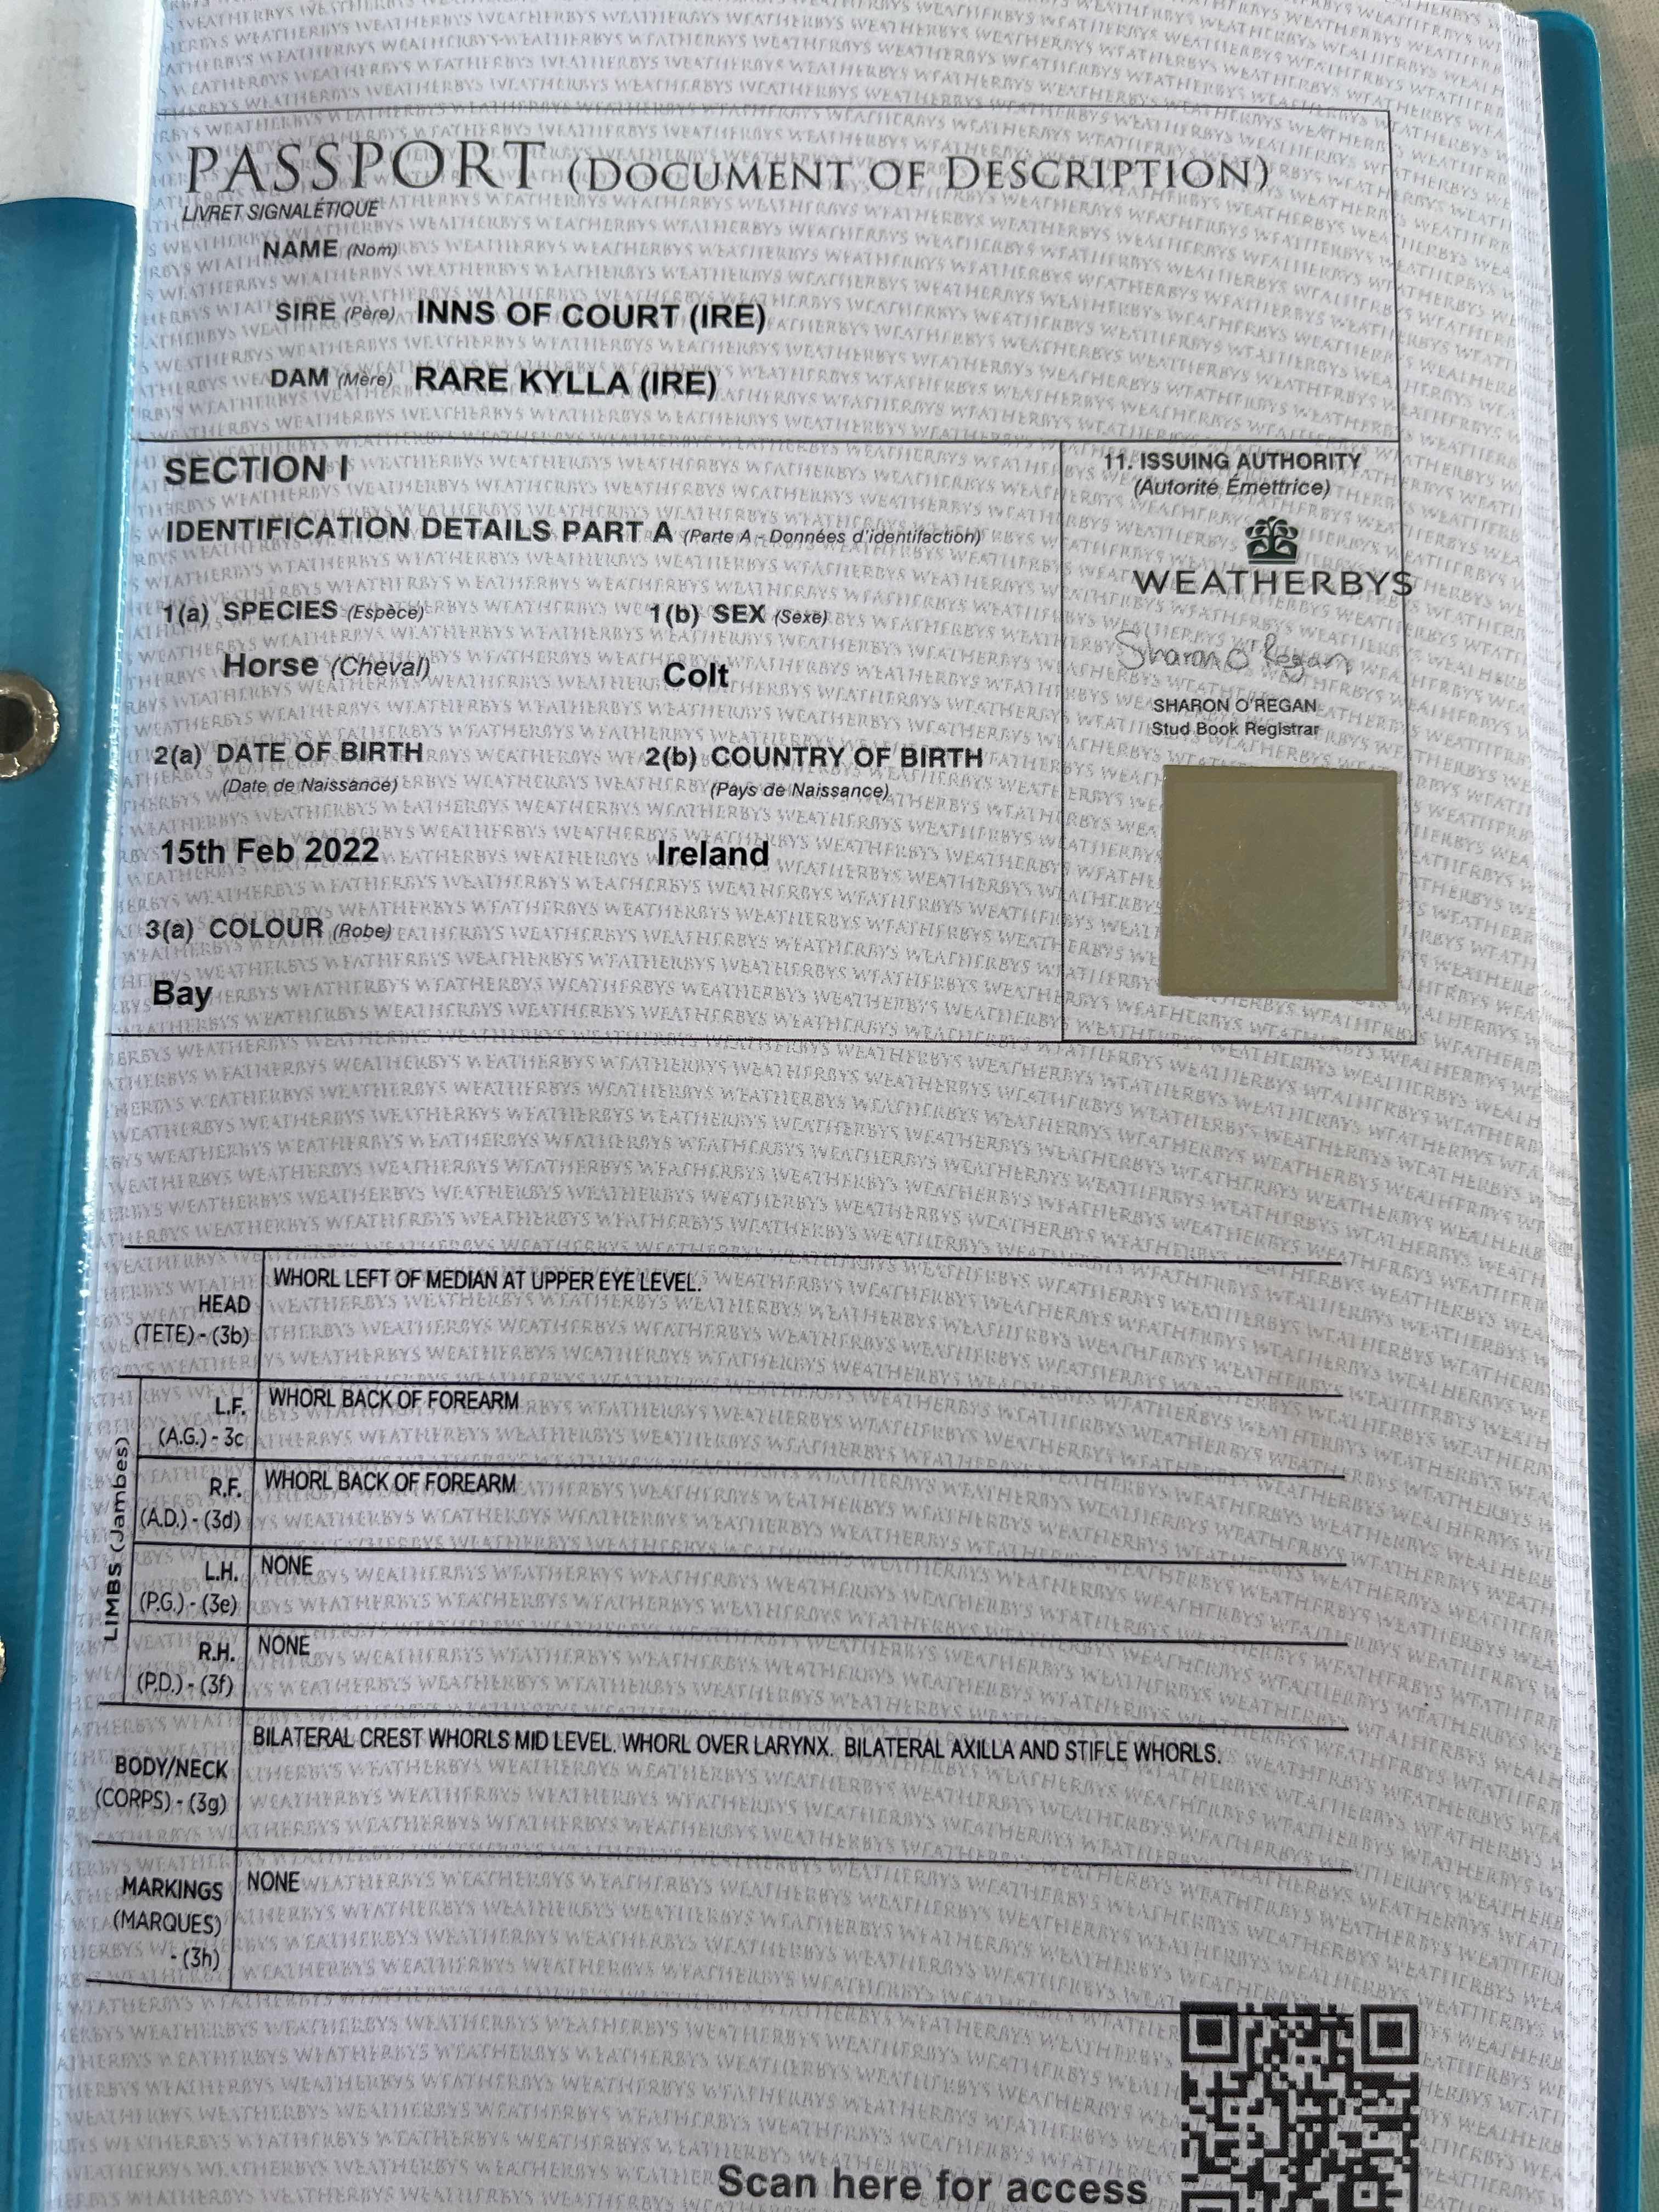 PASSPORT (DOCUMENT OF DESCRIPTION)
LIVRET SIGNALÉTIQUE
NAME (Nom)
SIRE (Père) INNS OF COURT (IRE)
DAM (Mère) RARE KYLLA (IRE)
SECTION I
IDENTIFICATION DETAILS PART A (Parte A - Données d'identifaction)
1(a) SPECIES (Espèce) 1(b) SEX (Sexe)
Horse (Cheval) Colt
2(a) DATE OF BIRTH 2(b) COUNTRY OF BIRTH
(Date de Naissance) (Pays de Naissance)
15th Feb 2022 Ireland
3(a) COLOUR (Robe)
Bay
11. ISSUING AUTHORITY
(Autorité Émettrice)
WEATHERBYS
Sharon O'Regan
SHARON O'REGAN
Stud Book Registrar
HEAD
(TETE) - (3b)
WHORL LEFT OF MEDIAN AT UPPER EYE LEVEL.
LIMBS (Jambes)
L.F.
(A.G.) - 3c
WHORL BACK OF FOREARM
R.F.
(A.D.) - (3d)
WHORL BACK OF FOREARM
L.H.
(P.G.) - (3e)
NONE
R.H.
(P.D.) - (3f)
NONE
BODY/NECK
(CORPS) - (3g)
BILATERAL CREST WHORLS MID LEVEL. WHORL OVER LARYNX. BILATERAL AXILLA AND STIFLE WHORLS.
MARKINGS
(MARQUES)
- (3h)
NONE
Scan here for access